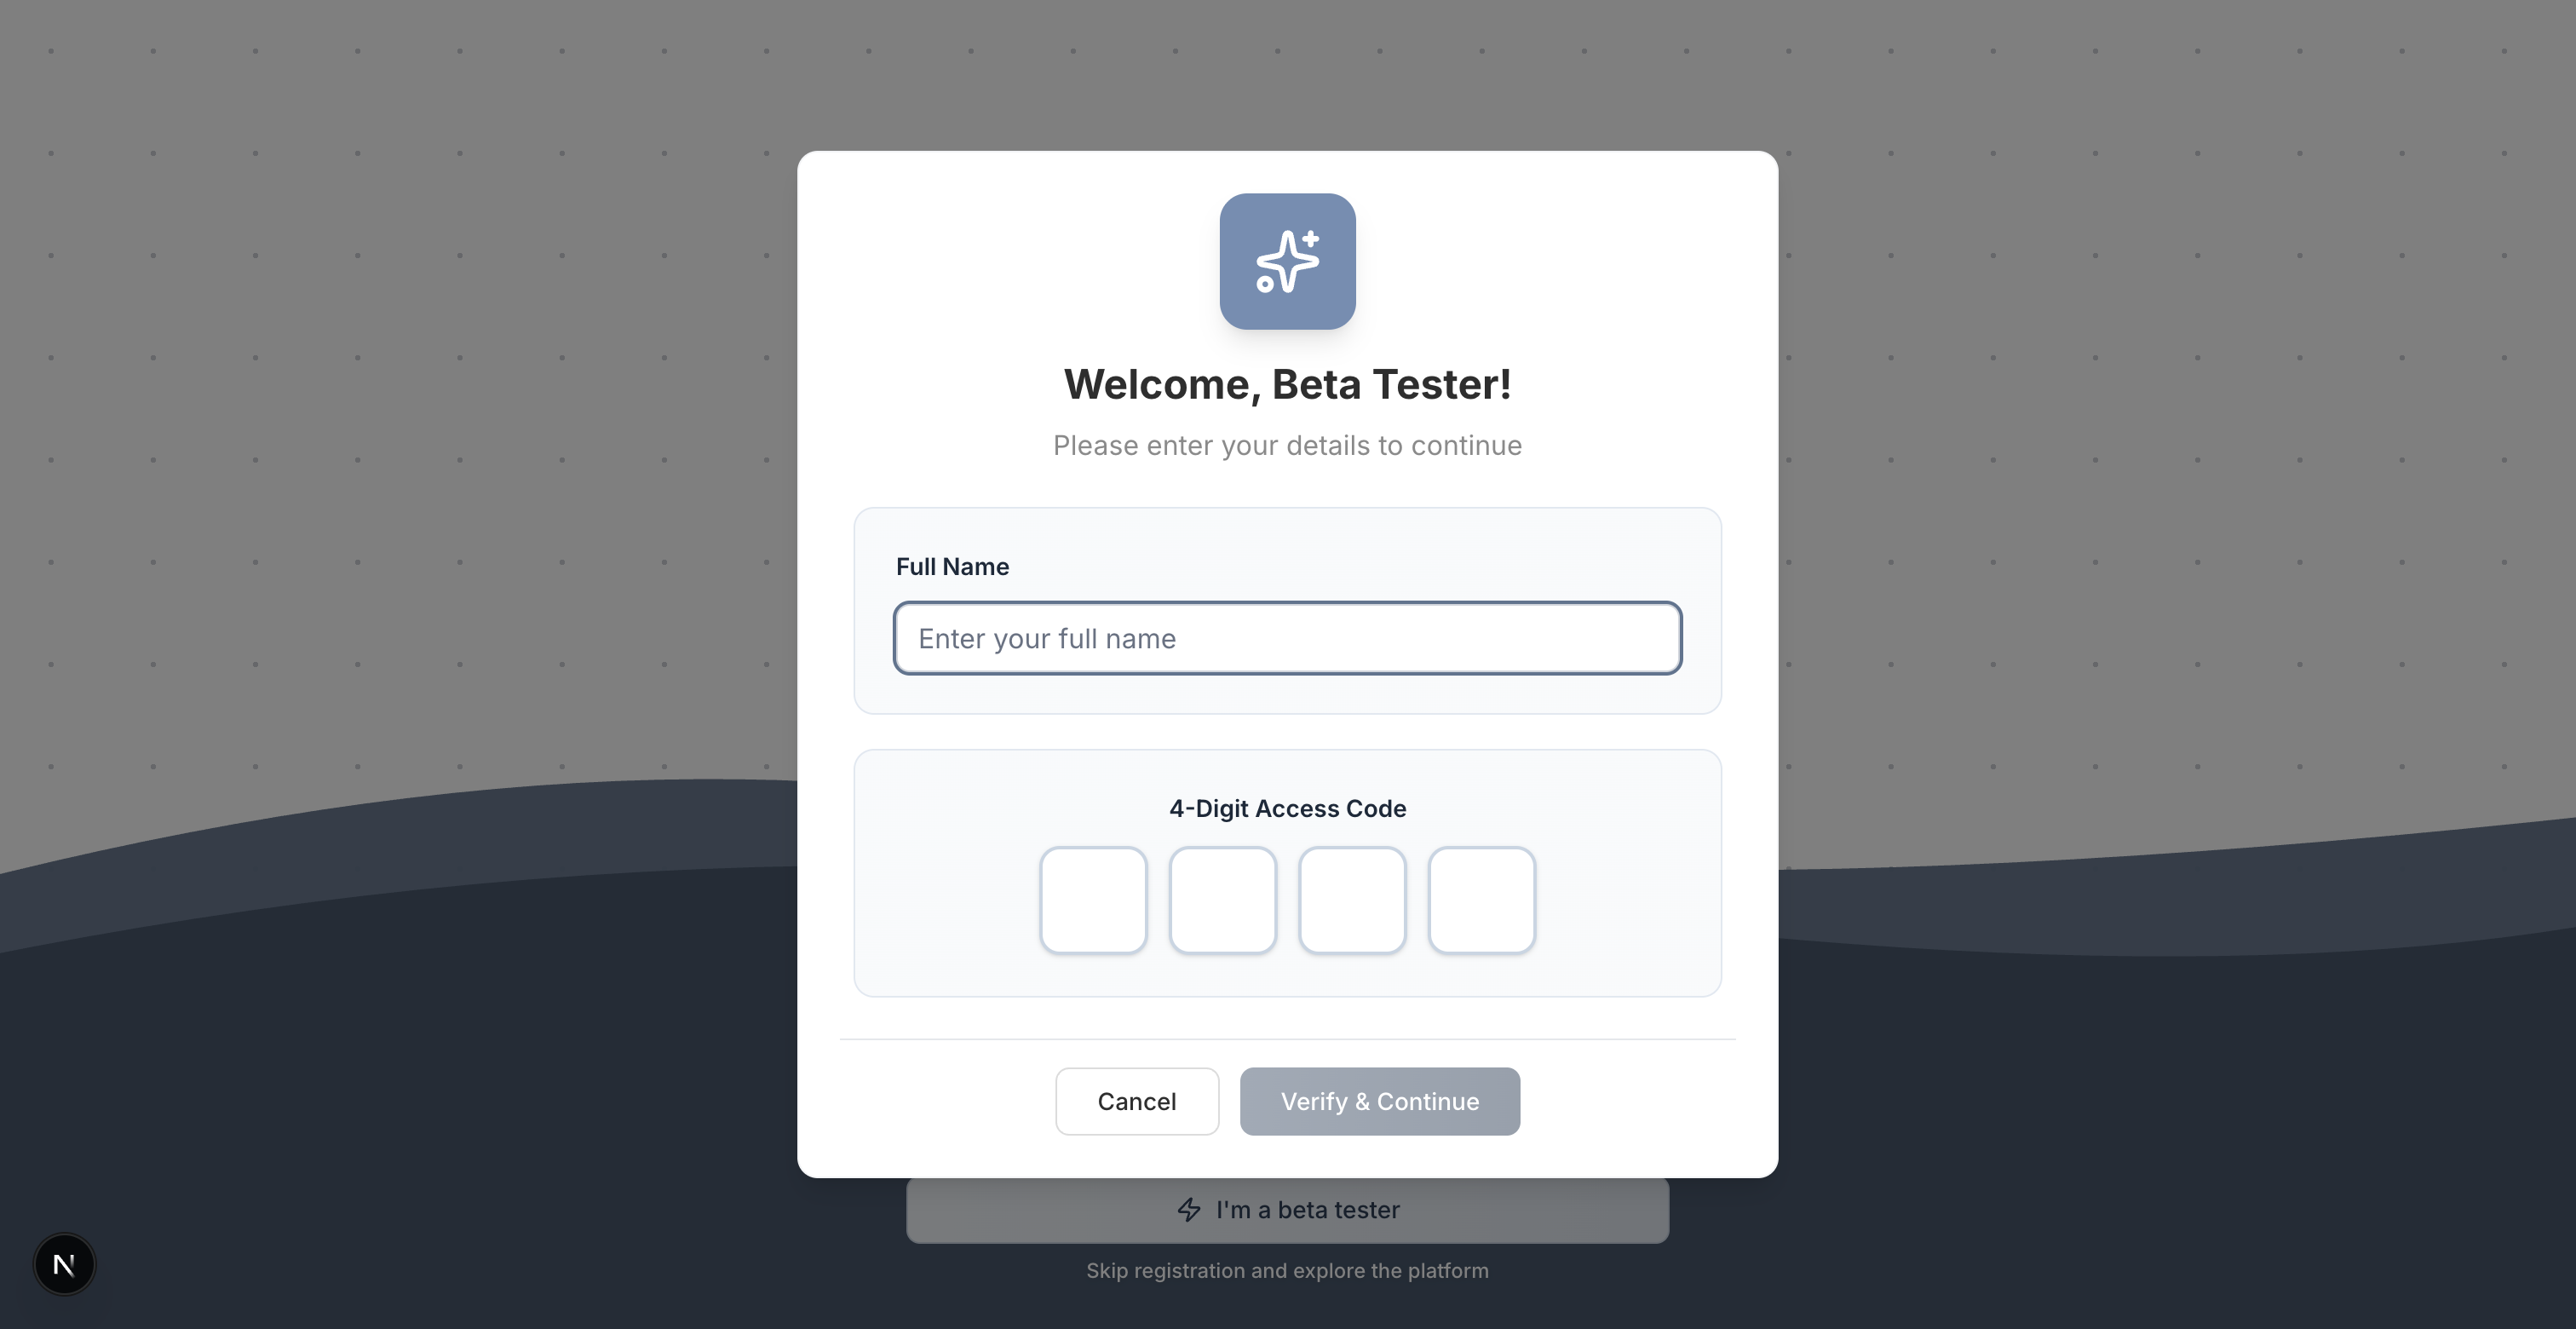 Welcome, Beta Tester!
Please enter your details to continue
Full Name
Enter your full name
4-Digit Access Code
Cancel
Verify & Continue
I'm a beta tester
Skip registration and explore the platform
N